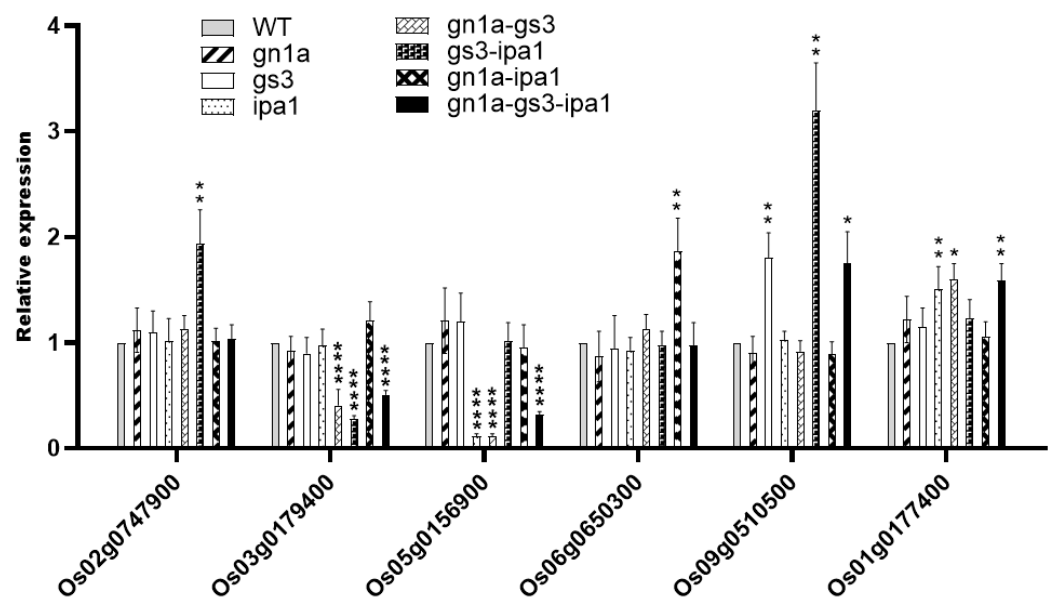 4
3
2
1
0
Relative expression
WT
gn1a
gs3
ipa1
gn1a-gs3
gs3-ipa1
gn1a-ipa1
gn1a-gs3-ipa1
**
****
****
****
****
****
****
**
**
**
*
**
*
**
Os02g0747900
Os03g0179400
Os05g0156900
Os06g0650300
Os09g0510500
Os01g0177400